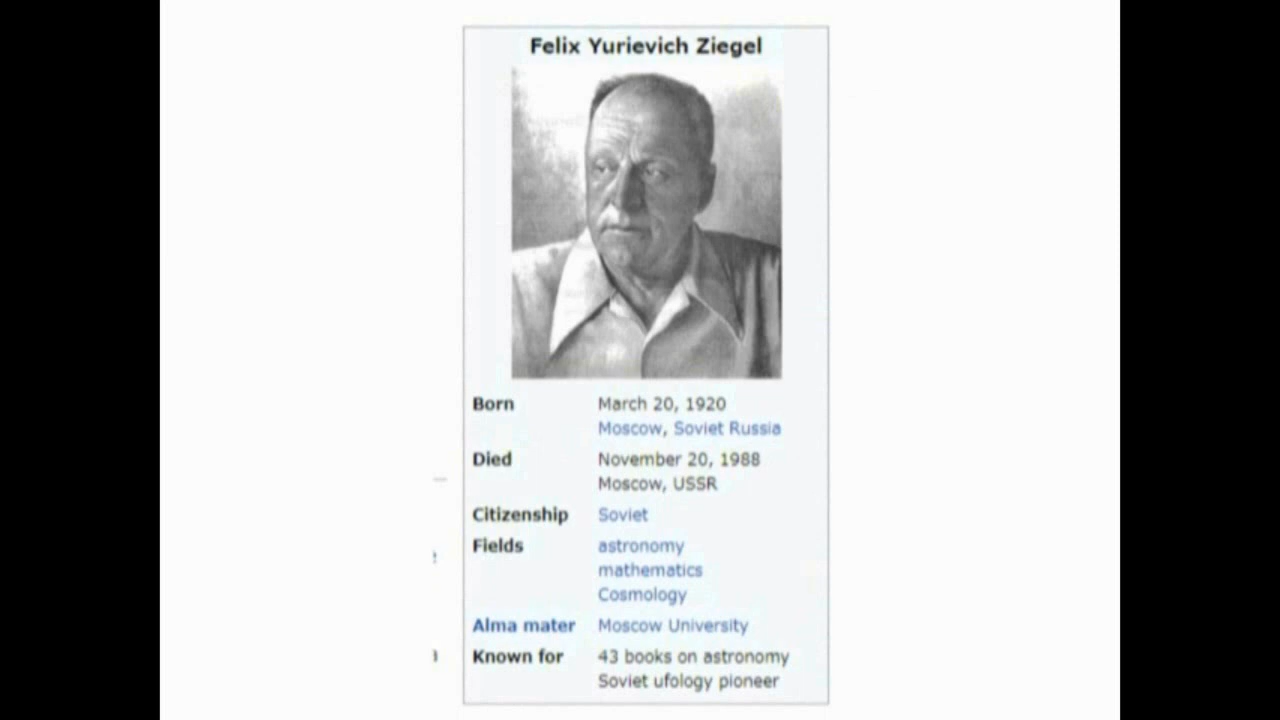 Felix Yurievich Ziegel
Born March 20, 1920
Moscow, Soviet Russia
Died November 20, 1988
Moscow, USSR
Citizenship Soviet
Fields astronomy
mathematics
Cosmology
Alma mater Moscow University
Known for 43 books on astronomy
Soviet ufology pioneer